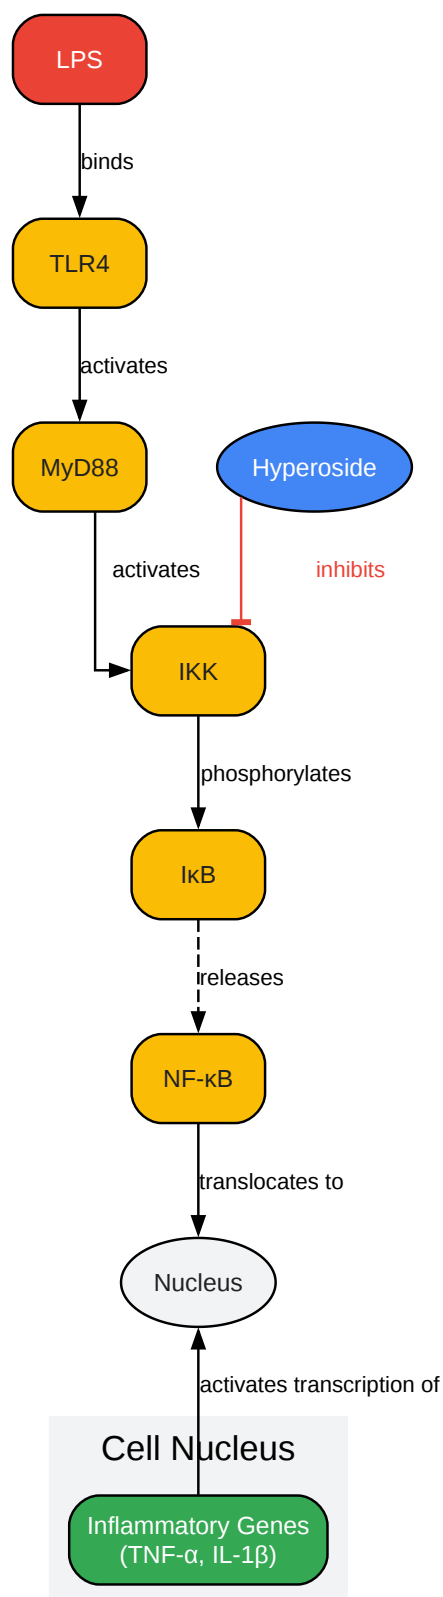 LPS
binds
TLR4
activates
MyD88
Hyperoside
activates
inhibits
IKK
phosphorylates
IκB
releases
NF-κB
translocates to
Nucleus
activates transcription of
Cell Nucleus
Inflammatory Genes
(TNF-α, IL-1β)